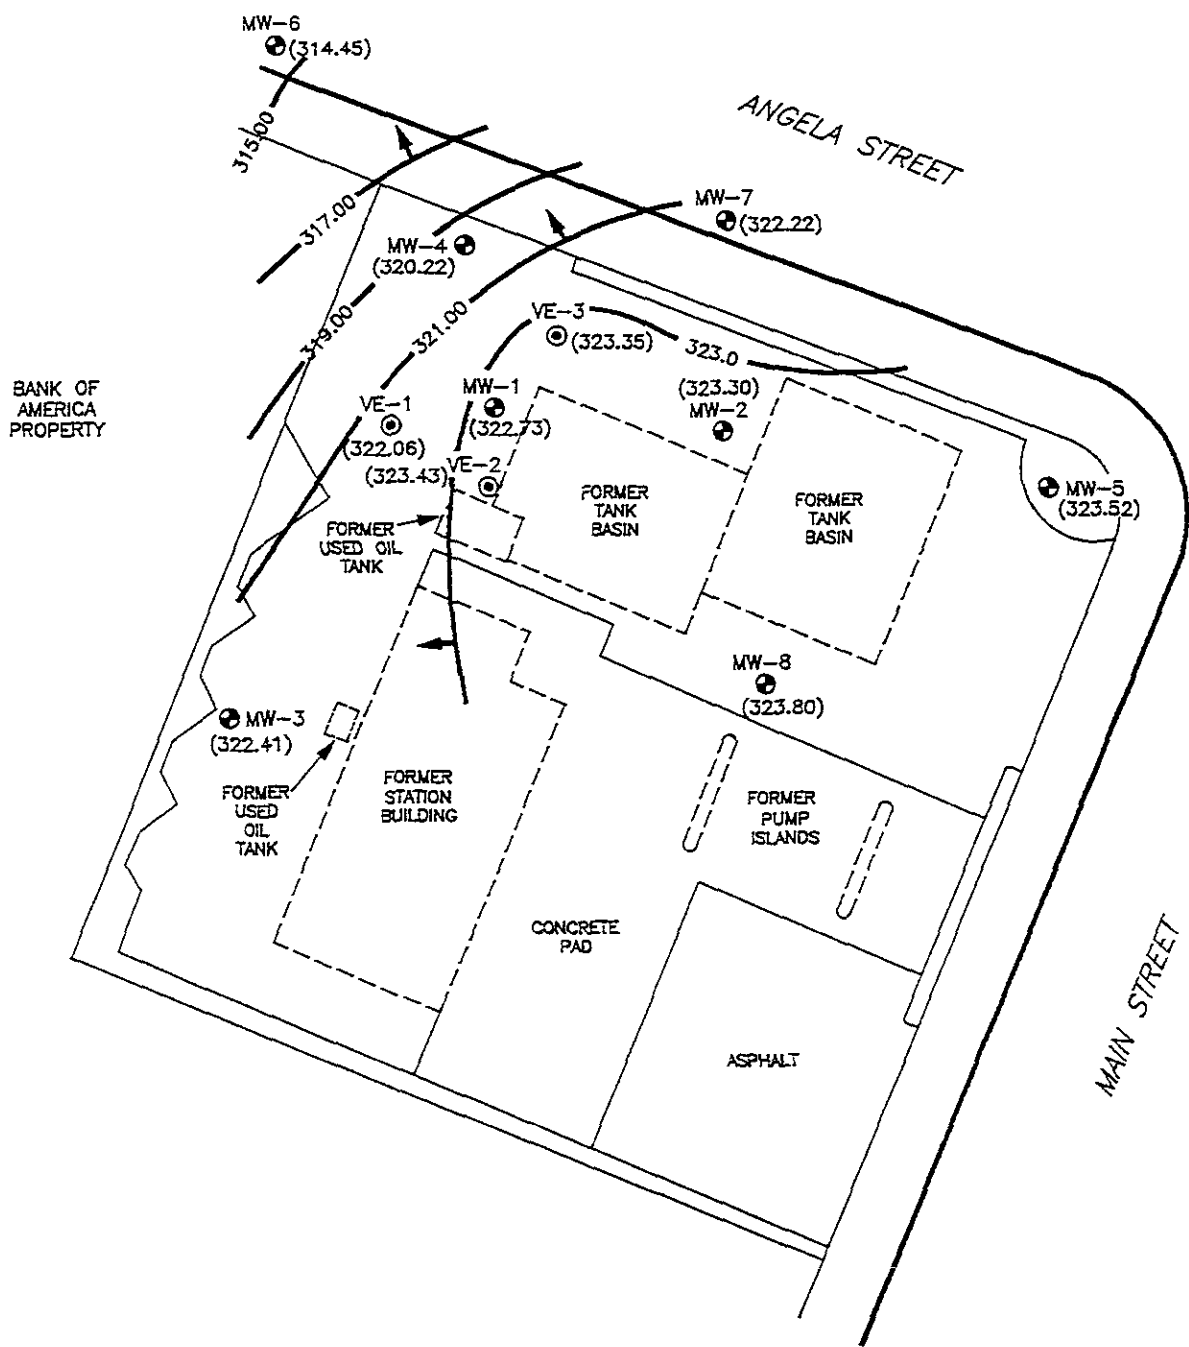 MW-6
(314.45)
ANGELA STREET
315.00
MW-7
(322.22)
317.00
MW-4
(320.22)
319.00
321.00
VE-3
(323.35)
323.0
(323.30)
MW-2
BANK OF
AMERICA
PROPERTY
MW-1
(322.73)
VE-1
(322.06)
(323.43)
VE-2
FORMER
TANK
BASIN
FORMER
TANK
BASIN
MW-5
(323.52)
FORMER
USED OIL
TANK
MW-8
(323.80)
MW-3
(322.41)
FORMER
USED
OIL
TANK
FORMER
STATION
BUILDING
FORMER
PUMP
ISLANDS
CONCRETE
PAD
ASPHALT
MAIN STREET